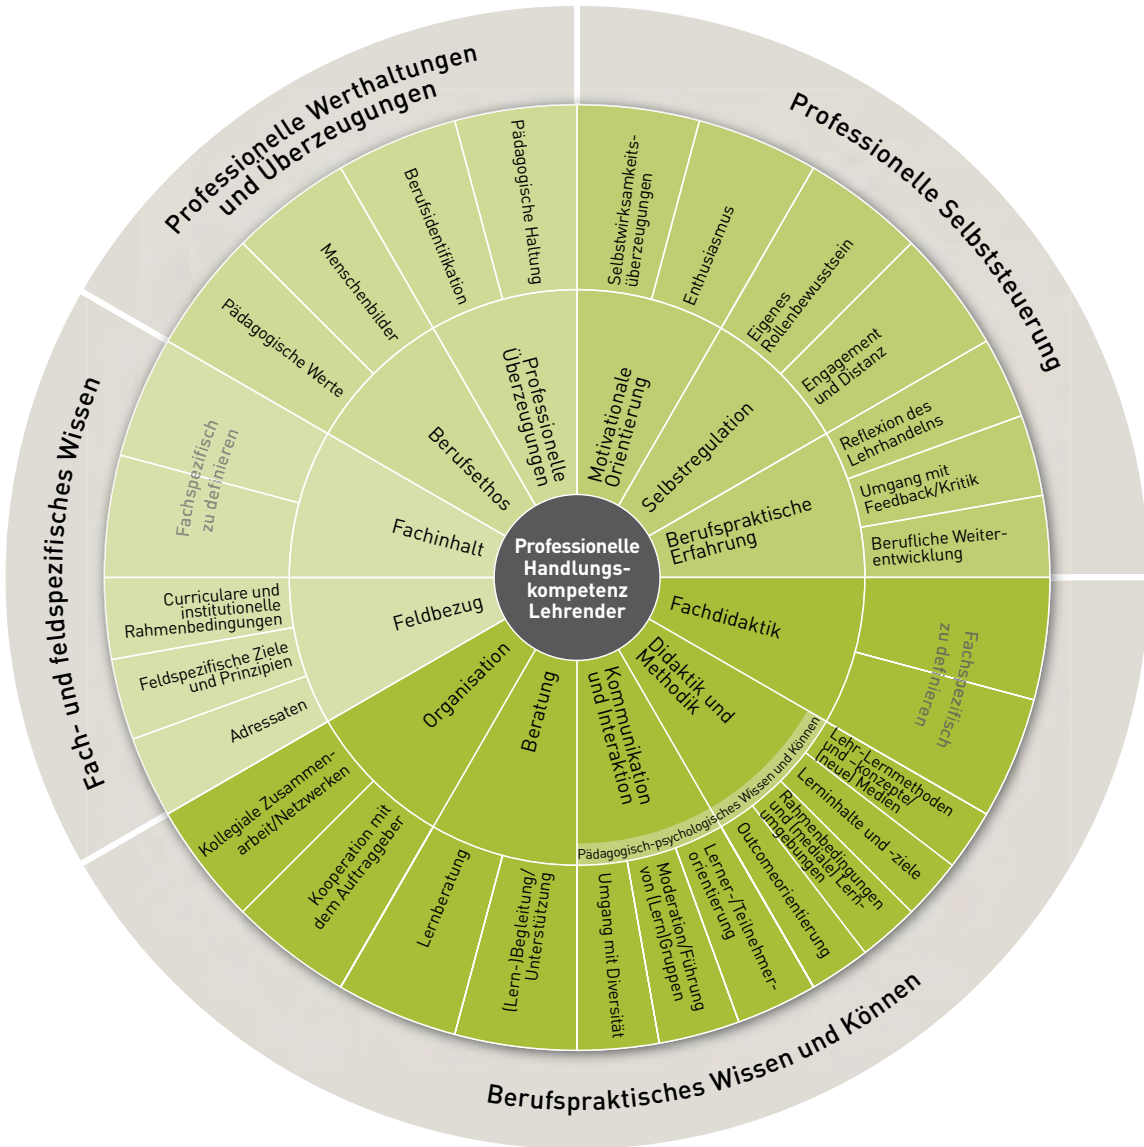 Professionelle Werthaltungen
und Überzeugungen
Professionelle Selbststeuerung
Fach- und feldspezifisches Wissen
Berufspraktisches Wissen und Können
Professionelle
Handlungs-
kompetenz
Lehrender
Professionelle
Überzeugungen
Berufsethos
Motivationale
Orientierung
Selbstregulation
Berufspraktische
Erfahrung
Fachdidaktik
Didaktik und
Methodik
Kommunikation
und Interaktion
Beratung
Organisation
Feldbezug
Fachinhalt
Pädagogisch-psychologisches Wissen und Können
Pädagogische Werte
Menschenbilder
Berufsidentifikation
Pädagogische Haltung
Selbstwirksamkeits-
überzeugungen
Enthusiasmus
Eigenes
Rollenbewusstsein
Engagement
und Distanz
Reflexion des
Lehrhandelns
Umgang mit
Feedback/Kritik
Berufliche Weiter-
entwicklung
Fachspezifisch
zu definieren
Lehr-Lernmethoden
und –konzepte/
(neue) Medien
Lerninhalte und -ziele
Rahmenbedingungen
und (mediale) Lern-
umgebungen
Outcomeorientierung
Lerner-/Teilnehmer-
orientierung
Moderation/Führung
von (Lern)Gruppen
Umgang mit Diversität
(Lern-)Begleitung/
Unterstützung
Lernberatung
Kooperation mit
dem Auftraggeber
Kollegiale Zusammen-
arbeit/Netzwerken
Adressaten
Feldspezifische Ziele
und Prinzipien
Curriculare und
institutionelle
Rahmenbedingungen
Fachspezifisch
zu definieren